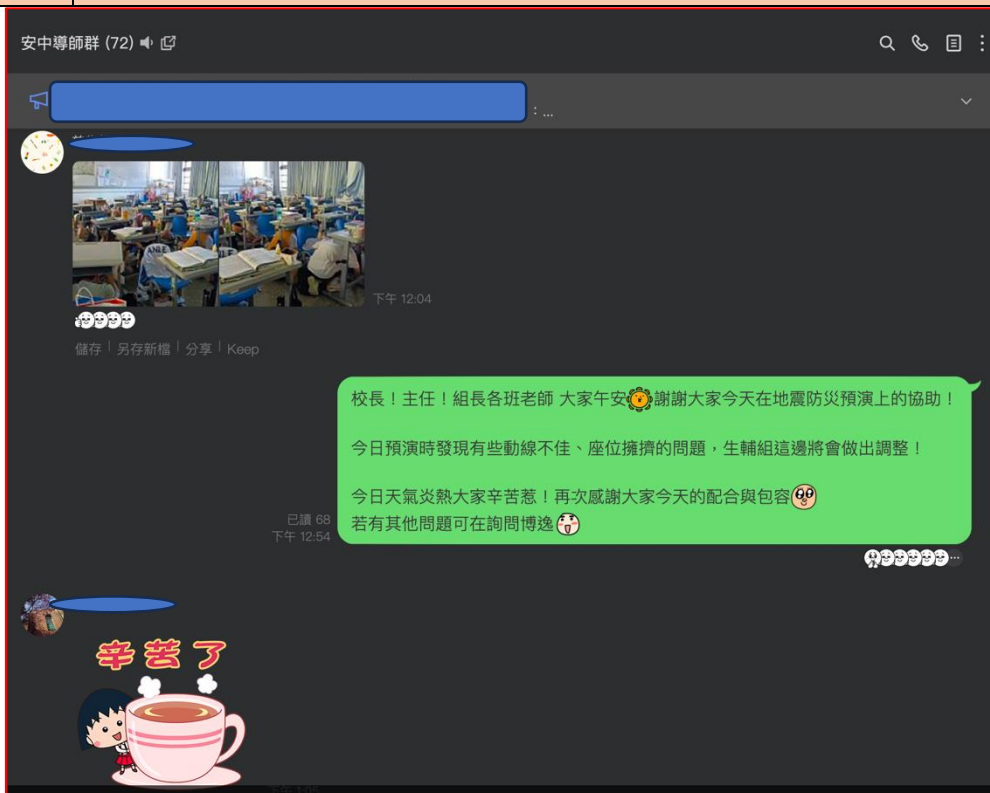 安中導師群 (72)
: ...
下午 12:04
儲存 | 另存新檔 | 分享 | Keep
校長！主任！組長各班老師 大家午安謝謝大家今天在地震防災預演上的協助！
今日預演時發現有些動線不佳、座位擁擠的問題，生輔組這邊將會做出調整！
今日天氣炎熱大家辛苦惹！再次感謝大家今天的配合與包容
已讀 68
下午 12:54
若有其他問題可在詢問博逸
辛苦了